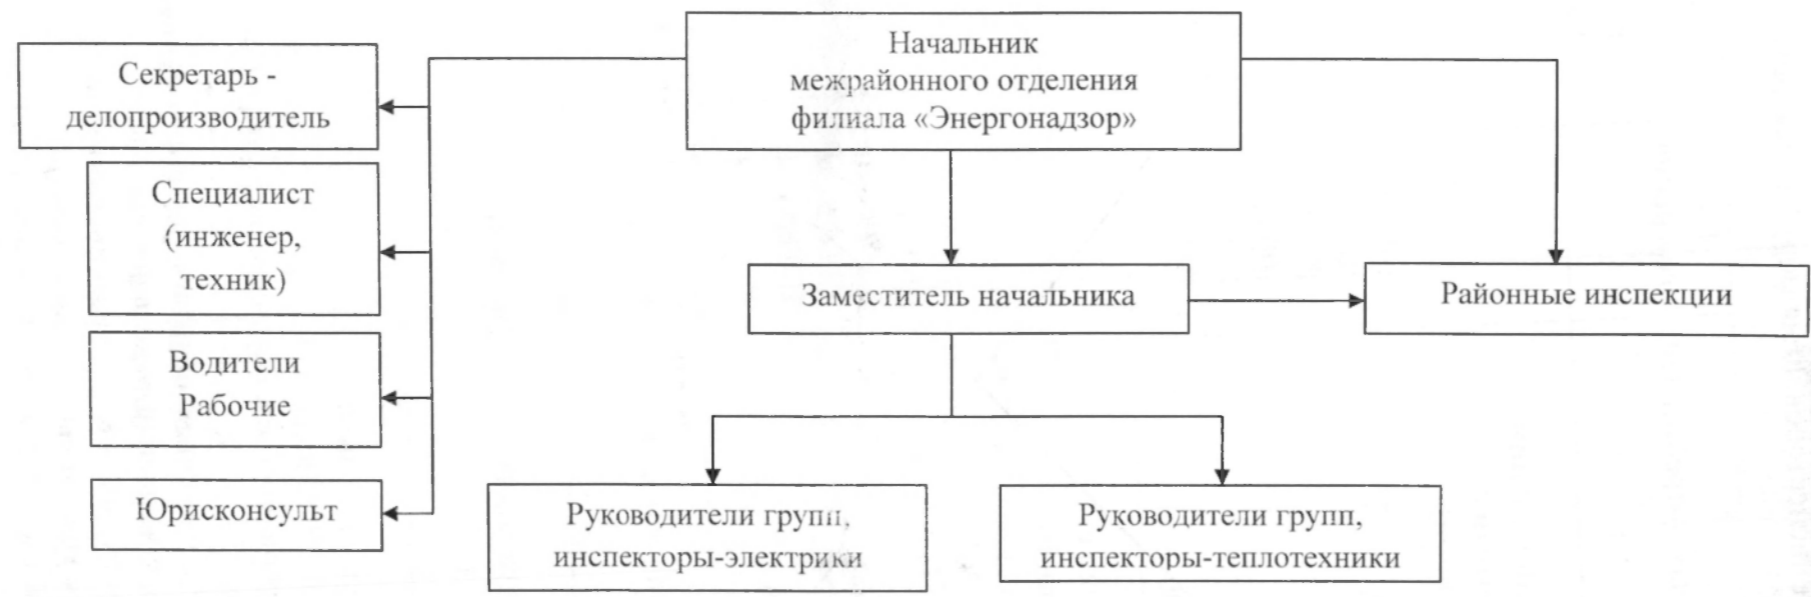 Начальник
межрайонного отделения
филиала «Энергонадзор»
Секретарь -
делопроизводитель
Специалист
(инженер,
техник)
Водители
Рабочие
Юрисконсульт
Заместитель начальника
Районные инспекции
Руководители групп,
инспекторы-электрики
Руководители групп,
инспекторы-теплотехники